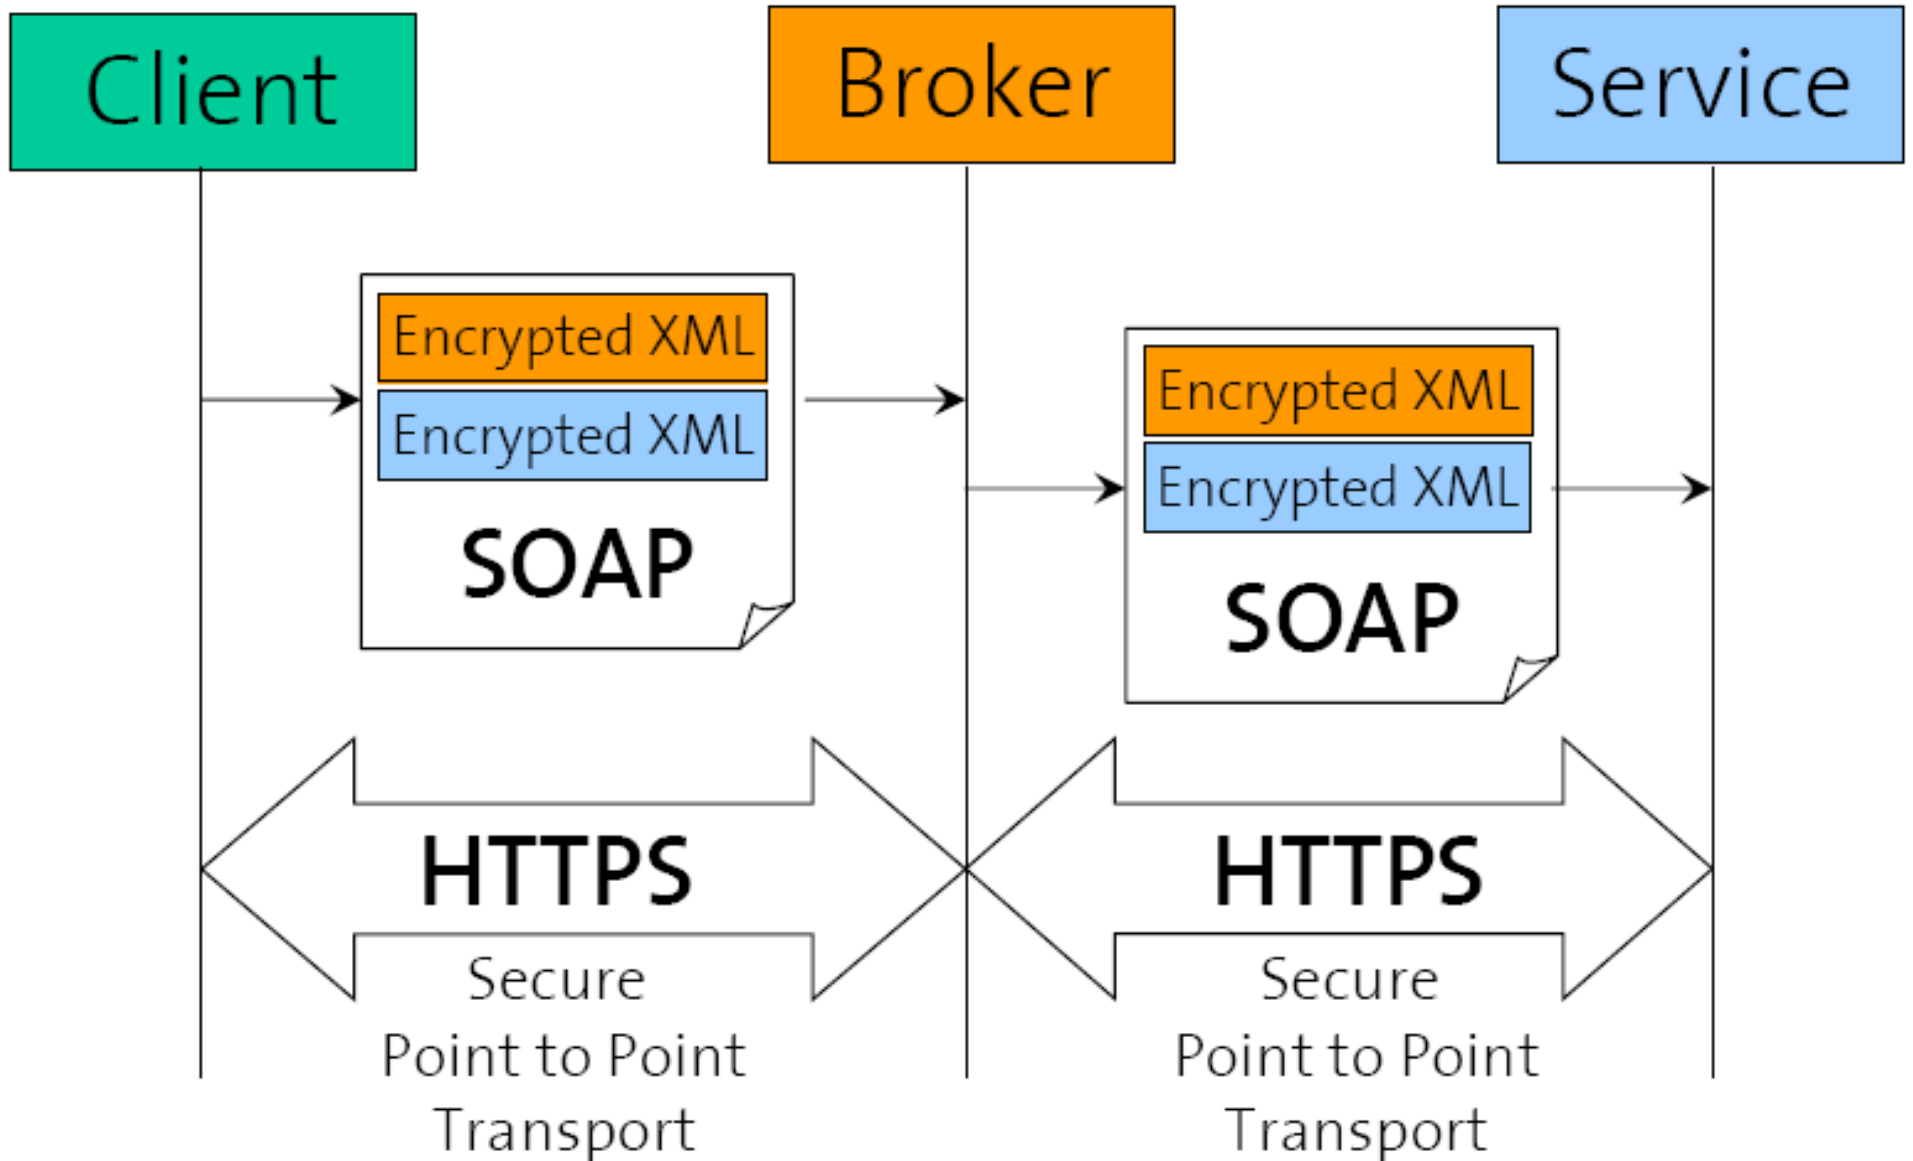 Client
Broker
Service
Encrypted XML
Encrypted XML
SOAP
Encrypted XML
Encrypted XML
SOAP
HTTPS
Secure
Point to Point
Transport
HTTPS
Secure
Point to Point
Transport